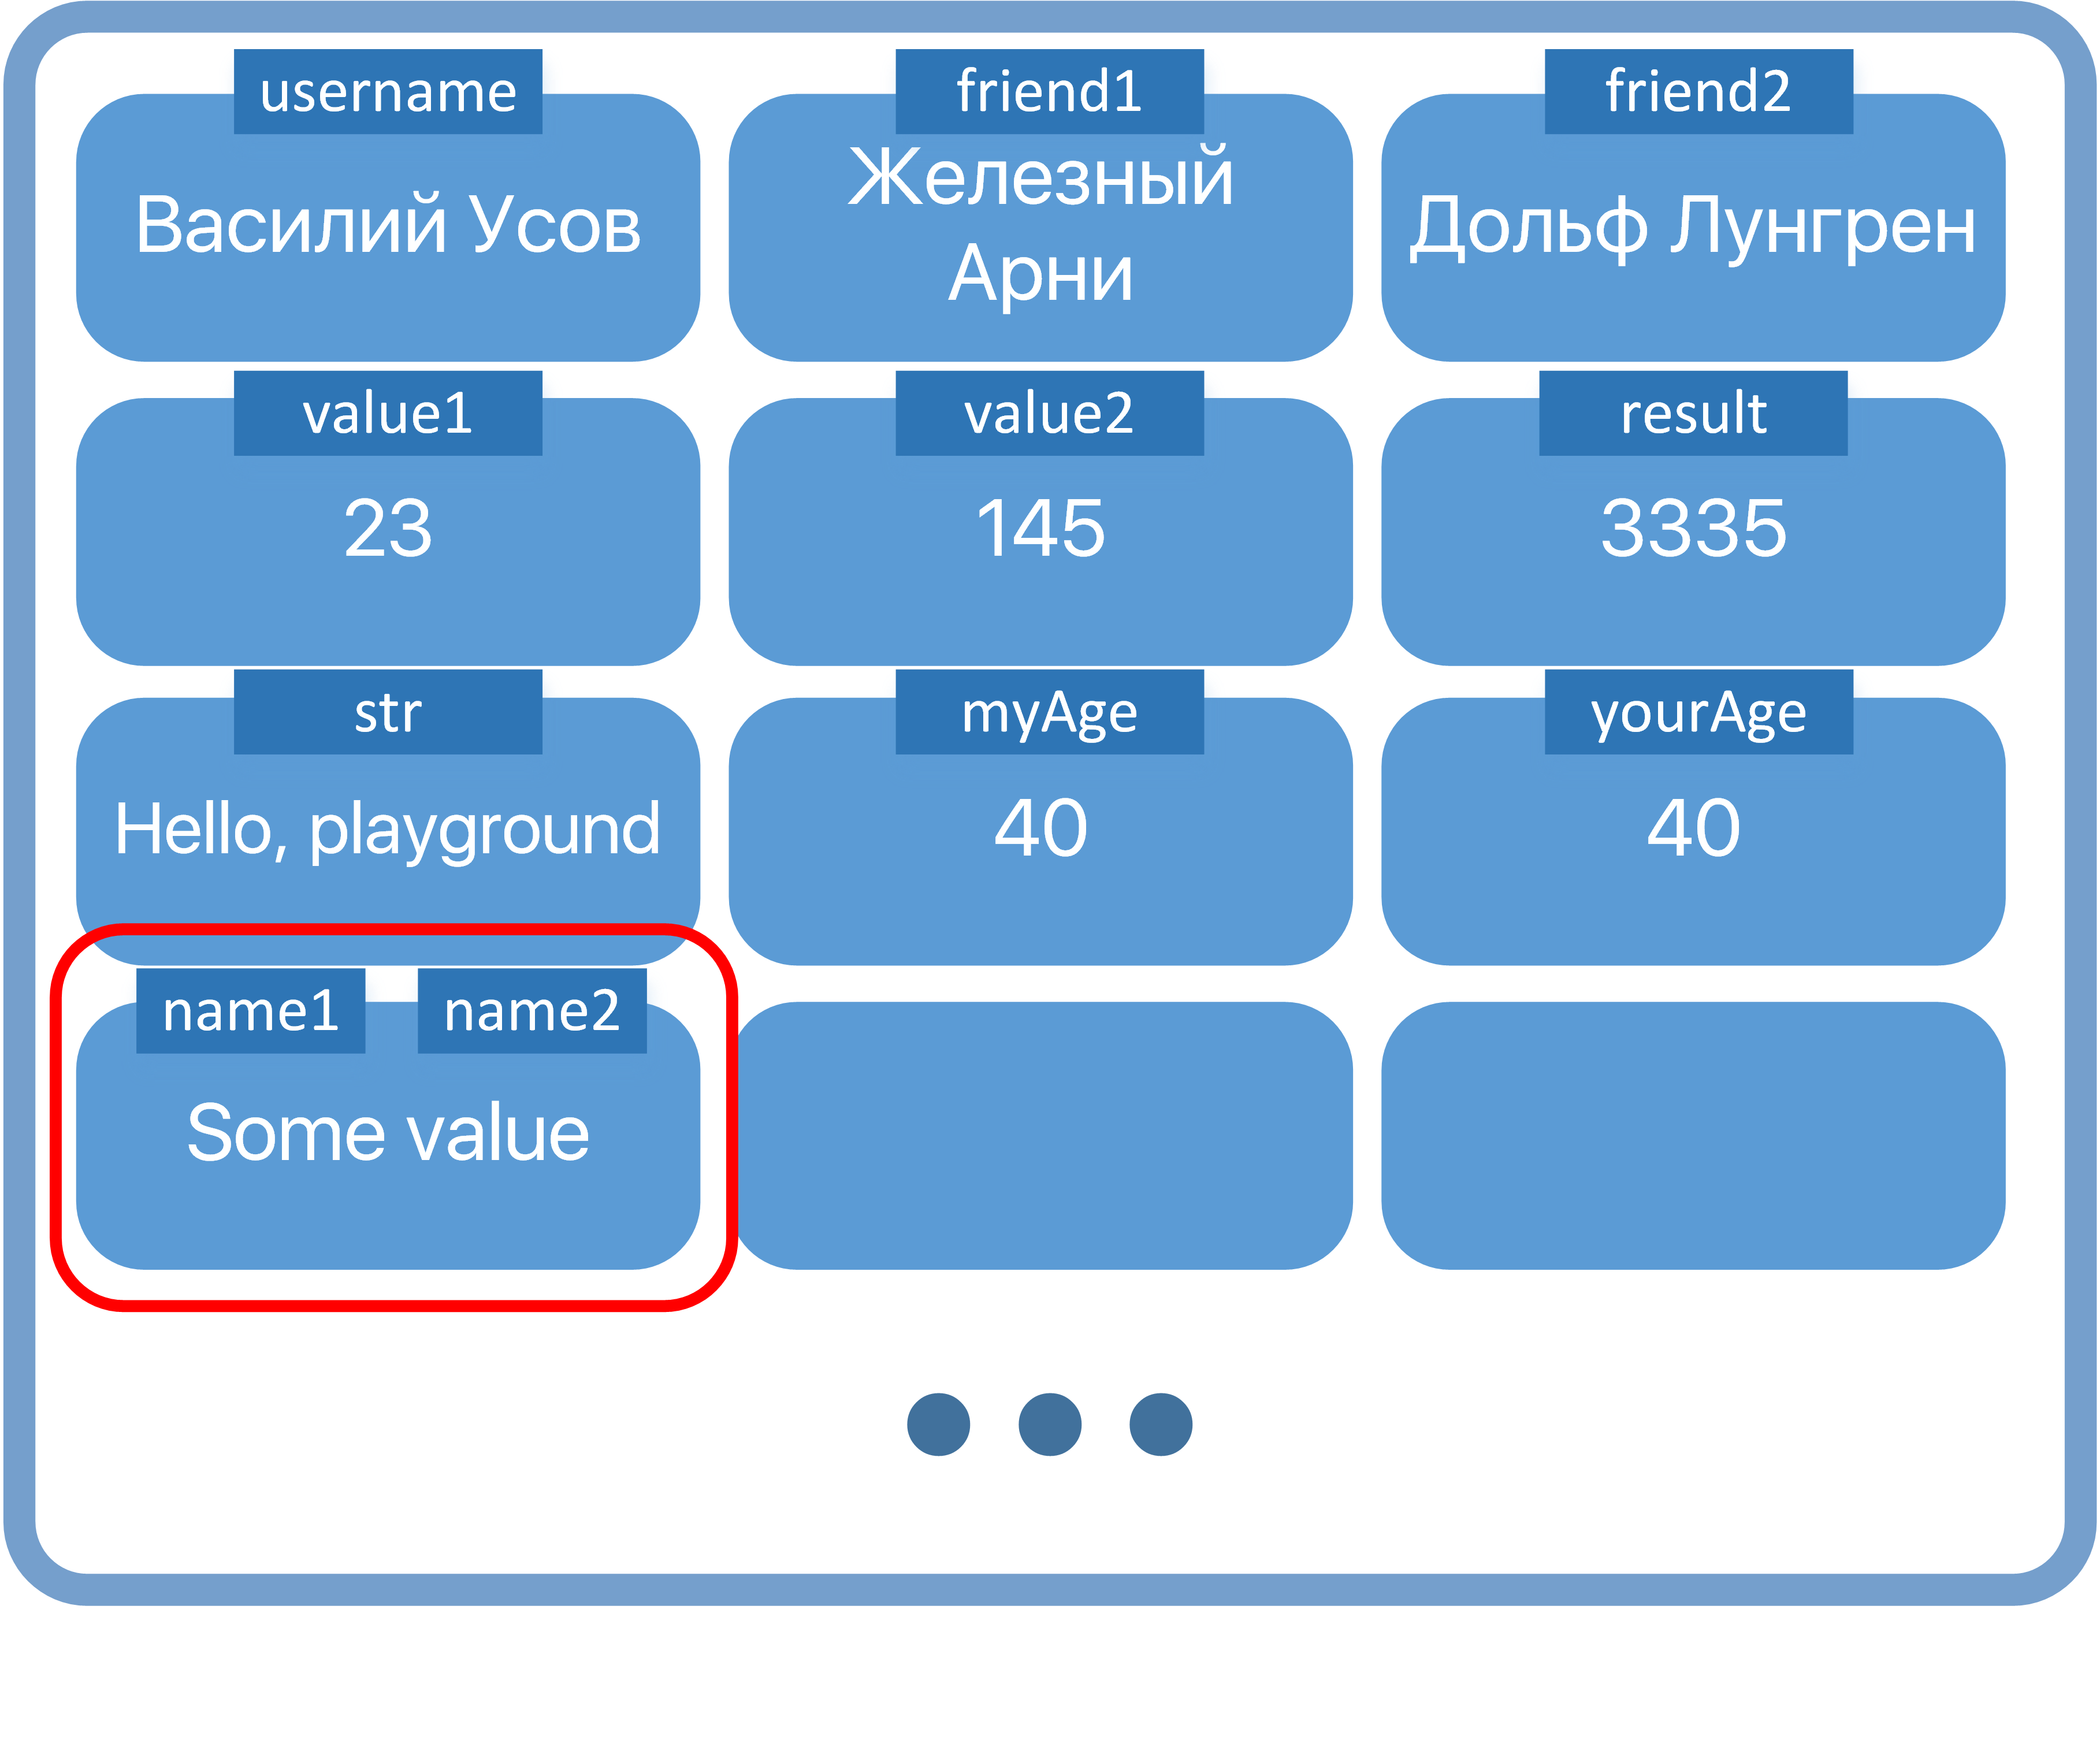 username
friend1
friend2
Василий Усов
Железный
Арни
Дольф Лунгрен
value1
value2
result
23
145
3335
str
myAge
yourAge
Hello, playground
40
40
name1
name2
Some value